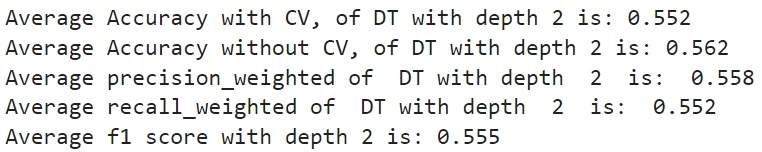 Average Accuracy with CV, of DT with depth 2 is: 0.552
Average Accuracy without CV, of DT with depth 2 is: 0.562
Average precision_weighted of  DT with depth  2  is:  0.558
Average recall_weighted of  DT with depth  2  is:  0.552
Average f1 score with depth 2 is: 0.555